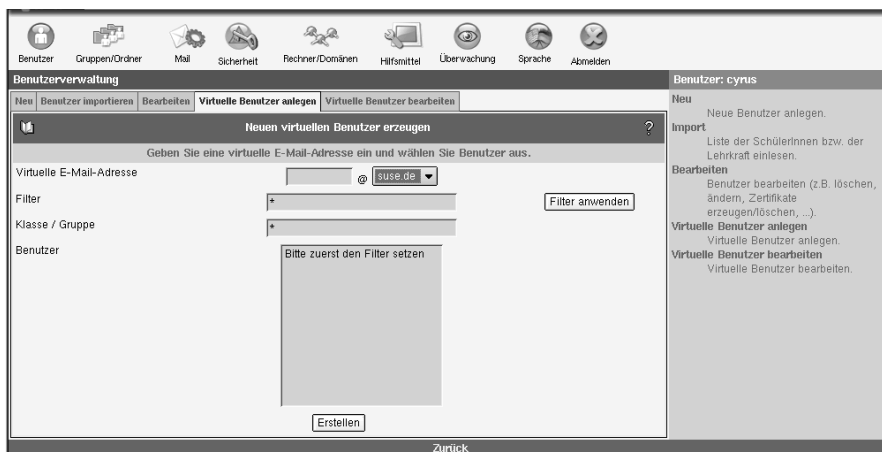 Benutzer Gruppen/Ordner Mail Sicherheit Rechner/Domänen Hilfsmittel Überwachung Sprache Abmelden
Benutzerverwaltung
Neu Benutzer importieren Bearbeiten Virtuelle Benutzer anlegen Virtuelle Benutzer bearbeiten
Neuen virtuellen Benutzer erzeugen ?
Geben Sie eine virtuelle E-Mail-Adresse ein und wählen Sie Benutzer aus.
Virtuelle E-Mail-Adresse @ suse.de
Filter * Filter anwenden
Klasse / Gruppe *
Benutzer Bitte zuerst den Filter setzen
Erstellen
Benutzer: cyrus
Neu
Neue Benutzer anlegen.
Import
Liste der SchülerInnen bzw. der
Lehrkraft einlesen.
Bearbeiten
Benutzer bearbeiten (z.B. löschen,
ändern, Zertifikate
erzeugen/löschen, ...).
Virtuelle Benutzer anlegen
Virtuelle Benutzer anlegen.
Virtuelle Benutzer bearbeiten
Virtuelle Benutzer bearbeiten.
Zurück